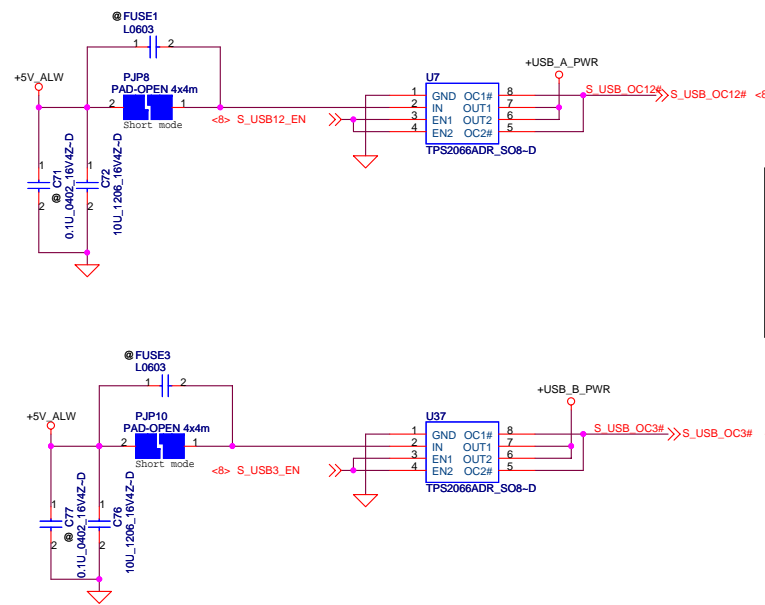 @ FUSE1
L0603
1 2
+5V_ALW
PJP8
PAD-OPEN 4x4m
2 1
Short mode
<8> S_USB12_EN
1
2
@ C71
0.1U_0402_16V4Z~D
1
2
C72
10U_1206_16V4Z~D
U7
1 GND OC1# 8
2 IN OUT1 7
3 EN1 OUT2 6
4 EN2 OC2# 5
TPS2066ADR_SO8~D
+USB_A_PWR
S_USB_OC12#
S_USB_OC12# <8
@ FUSE3
L0603
1 2
+5V_ALW
PJP10
PAD-OPEN 4x4m
2 1
Short mode
<8> S_USB3_EN
1
2
@ C77
0.1U_0402_16V4Z~D
1
2
C76
10U_1206_16V4Z~D
U37
1 GND OC1# 8
2 IN OUT1 7
3 EN1 OUT2 6
4 EN2 OC2# 5
TPS2066ADR_SO8~D
+USB_B_PWR
S_USB_OC3#
S_USB_OC3#